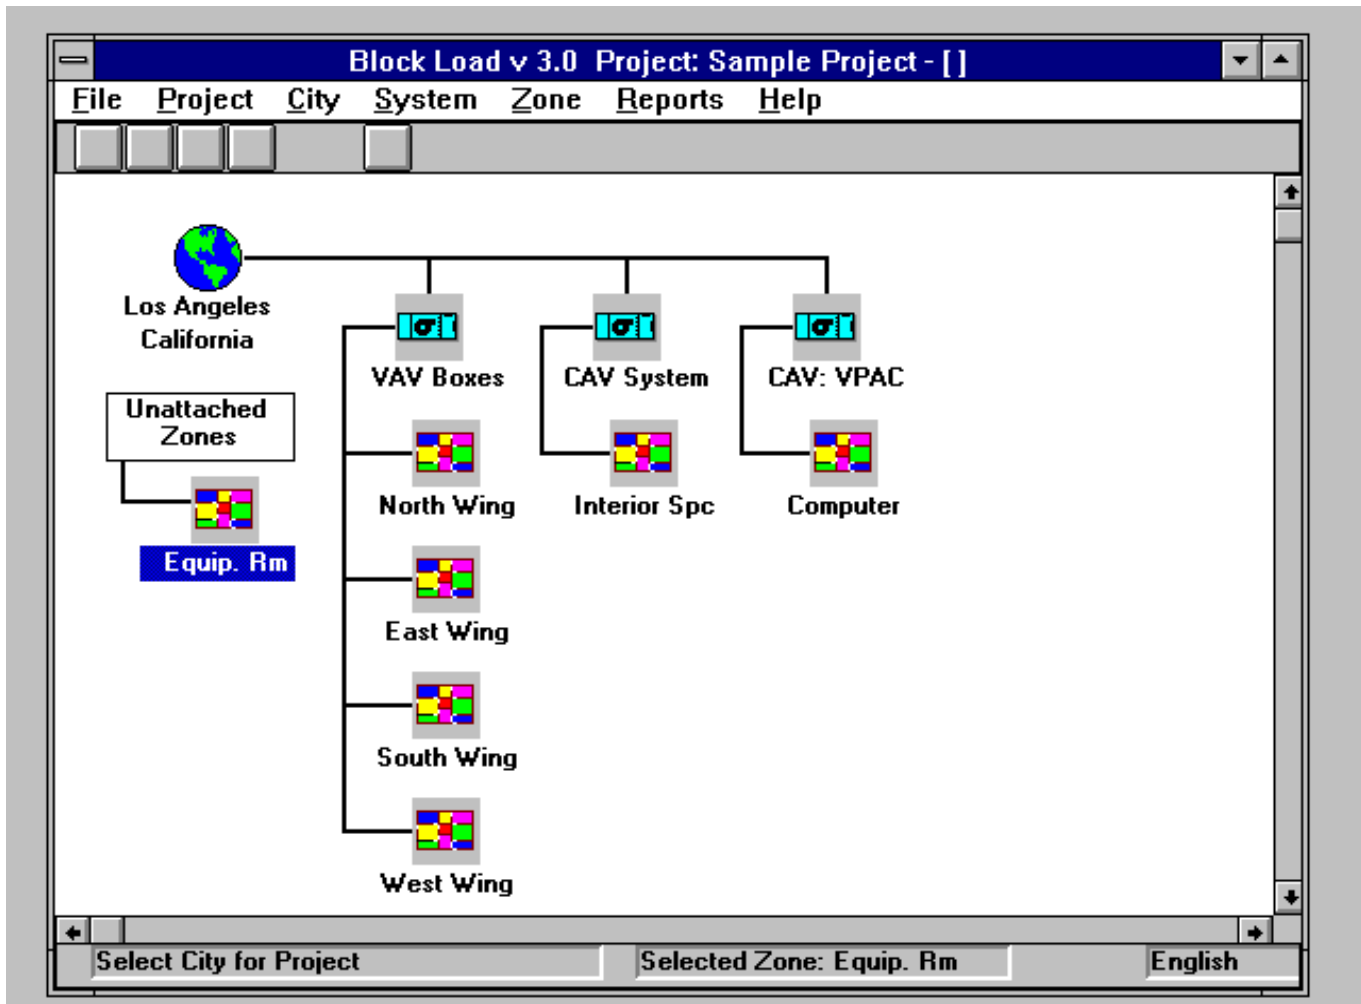 Block Load v 3.0 Project: Sample Project - [ ]
File Project City System Zone Reports Help
Los Angeles
California
VAV Boxes CAV System CAV: VPAC
Unattached
Zones
North Wing Interior Spc Computer
Equip. Rm
East Wing
South Wing
West Wing
Select City for Project Selected Zone: Equip. Rm English